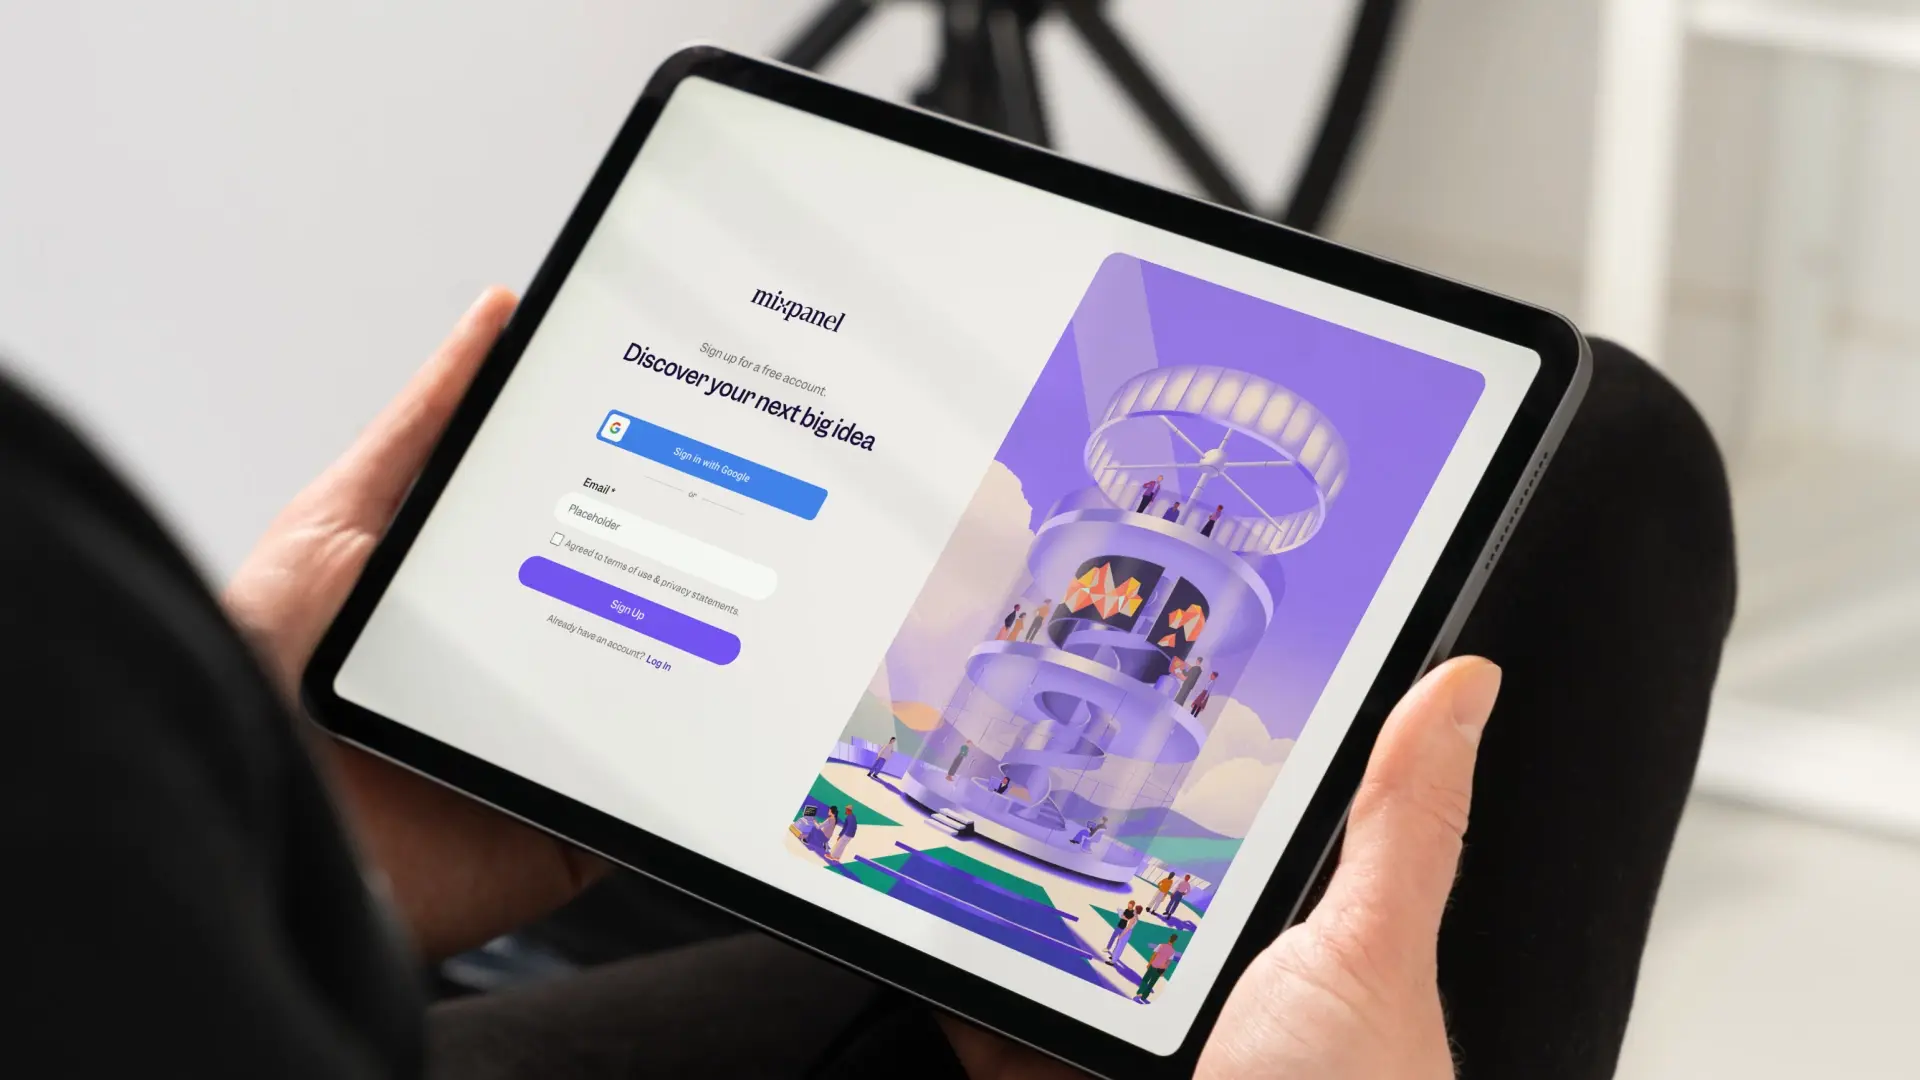 mixpanel
Sign up for a free account.
Discover your next big idea
G
Sign in with Google
or
Email *
Placeholder
Agreed to terms of use & privacy statements.
Sign Up
Already have an account? Log In